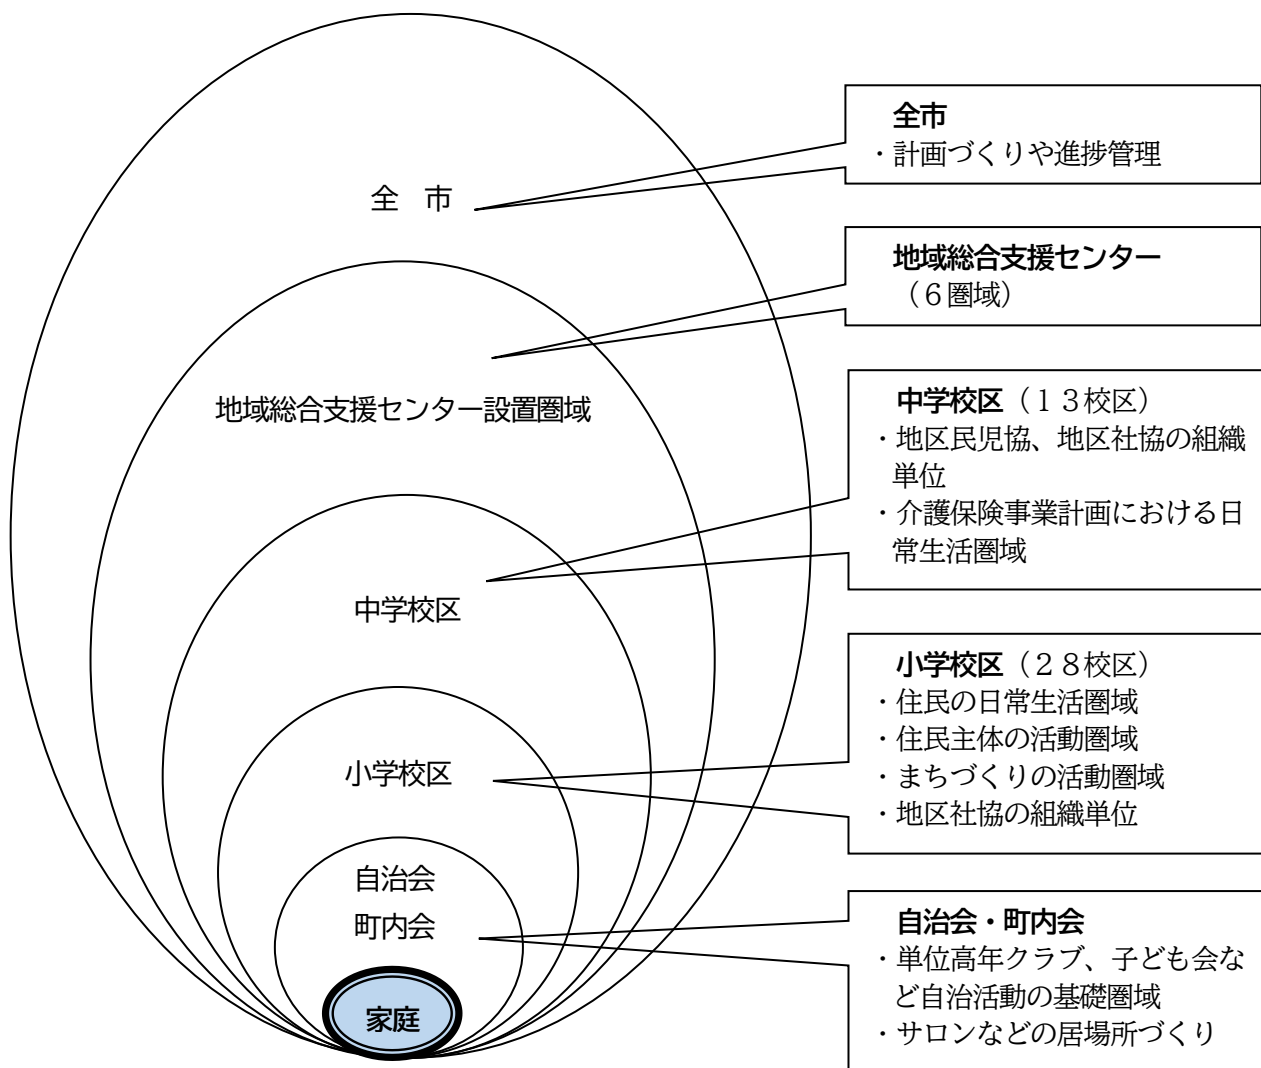 全市
・計画づくりや進捗管理
全　市
地域総合支援センター
（６圏域）
地域総合支援センター設置圏域
中学校区（１３校区）
・地区民児協、地区社協の組織
単位
・介護保険事業計画における日
常生活圏域
中学校区
小学校区（２８校区）
・住民の日常生活圏域
・住民主体の活動圏域
・まちづくりの活動圏域
・地区社協の組織単位
小学校区
自治会
町内会
自治会・町内会
・単位高年クラブ、子ども会な
ど自治活動の基礎圏域
・サロンなどの居場所づくり
家庭